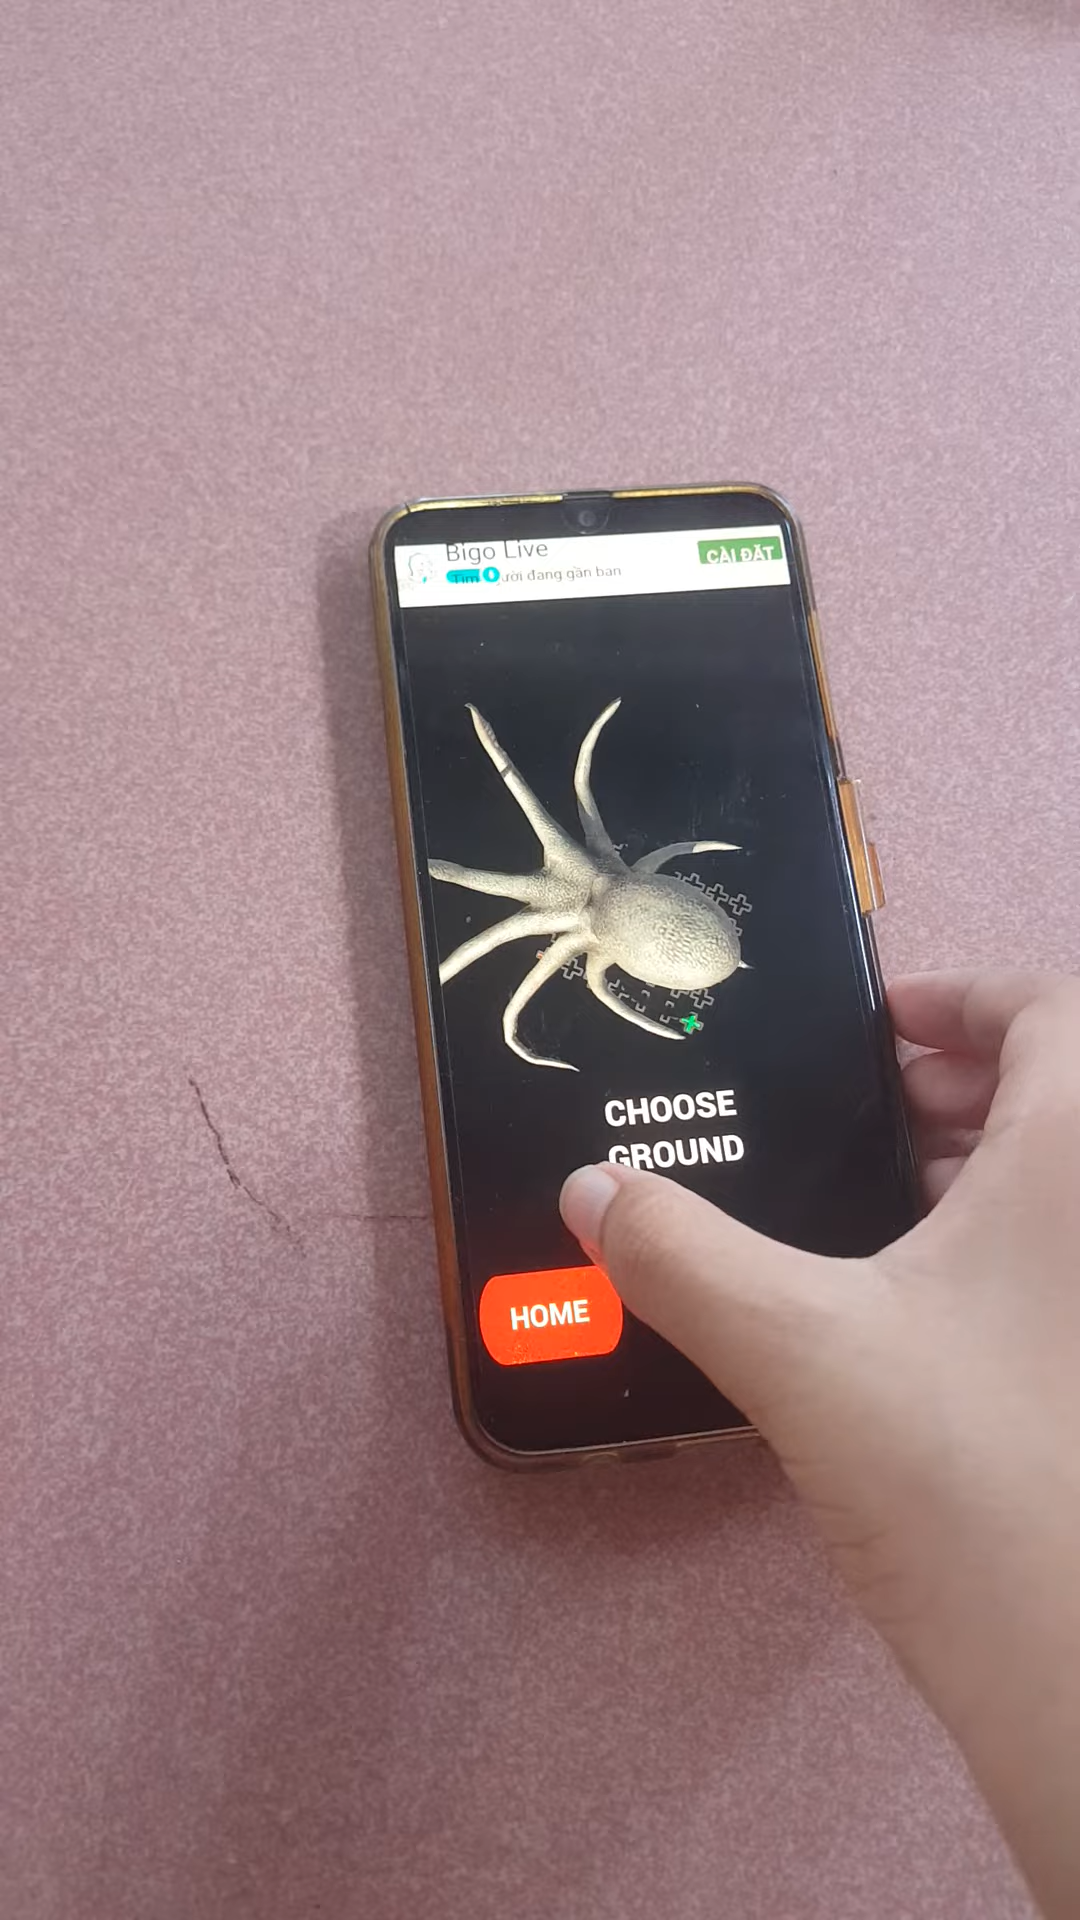 Bigo Live
Tìm ười đang gần bạn
CÀI ĐẶT
CHOOSE
GROUND
HOME